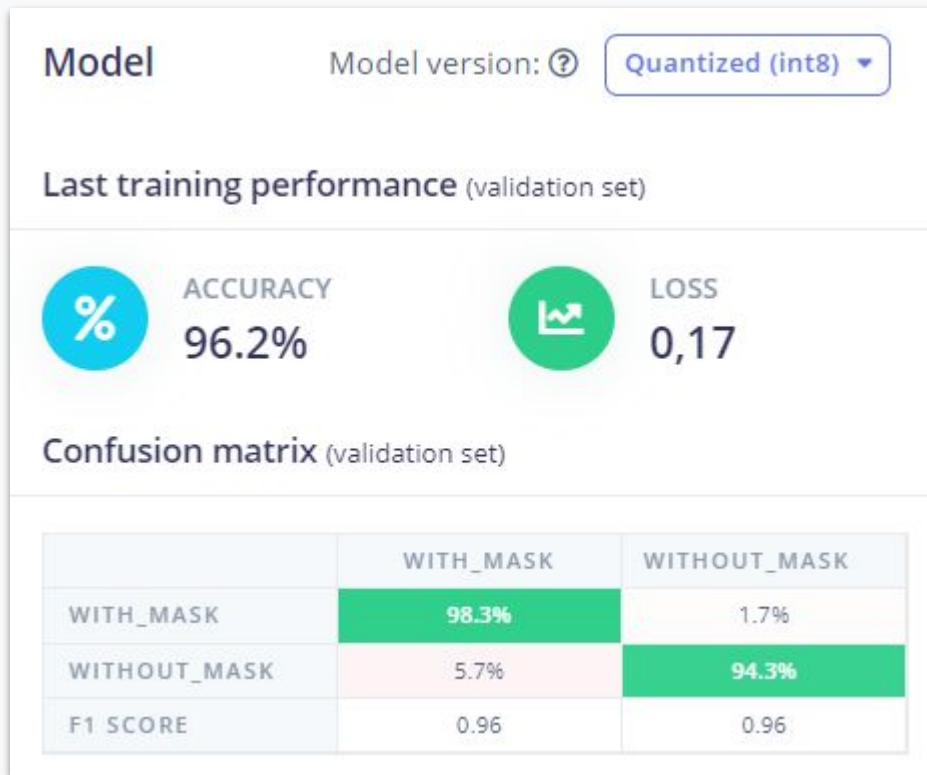 Model
Model version: ? Quantized (int8)
Last training performance (validation set)
% ACCURACY
96.2%
LOSS
0,17
Confusion matrix (validation set)
WITH_MASK WITHOUT_MASK
WITH_MASK 98.3% 1.7%
WITHOUT_MASK 5.7% 94.3%
F1 SCORE 0.96 0.96